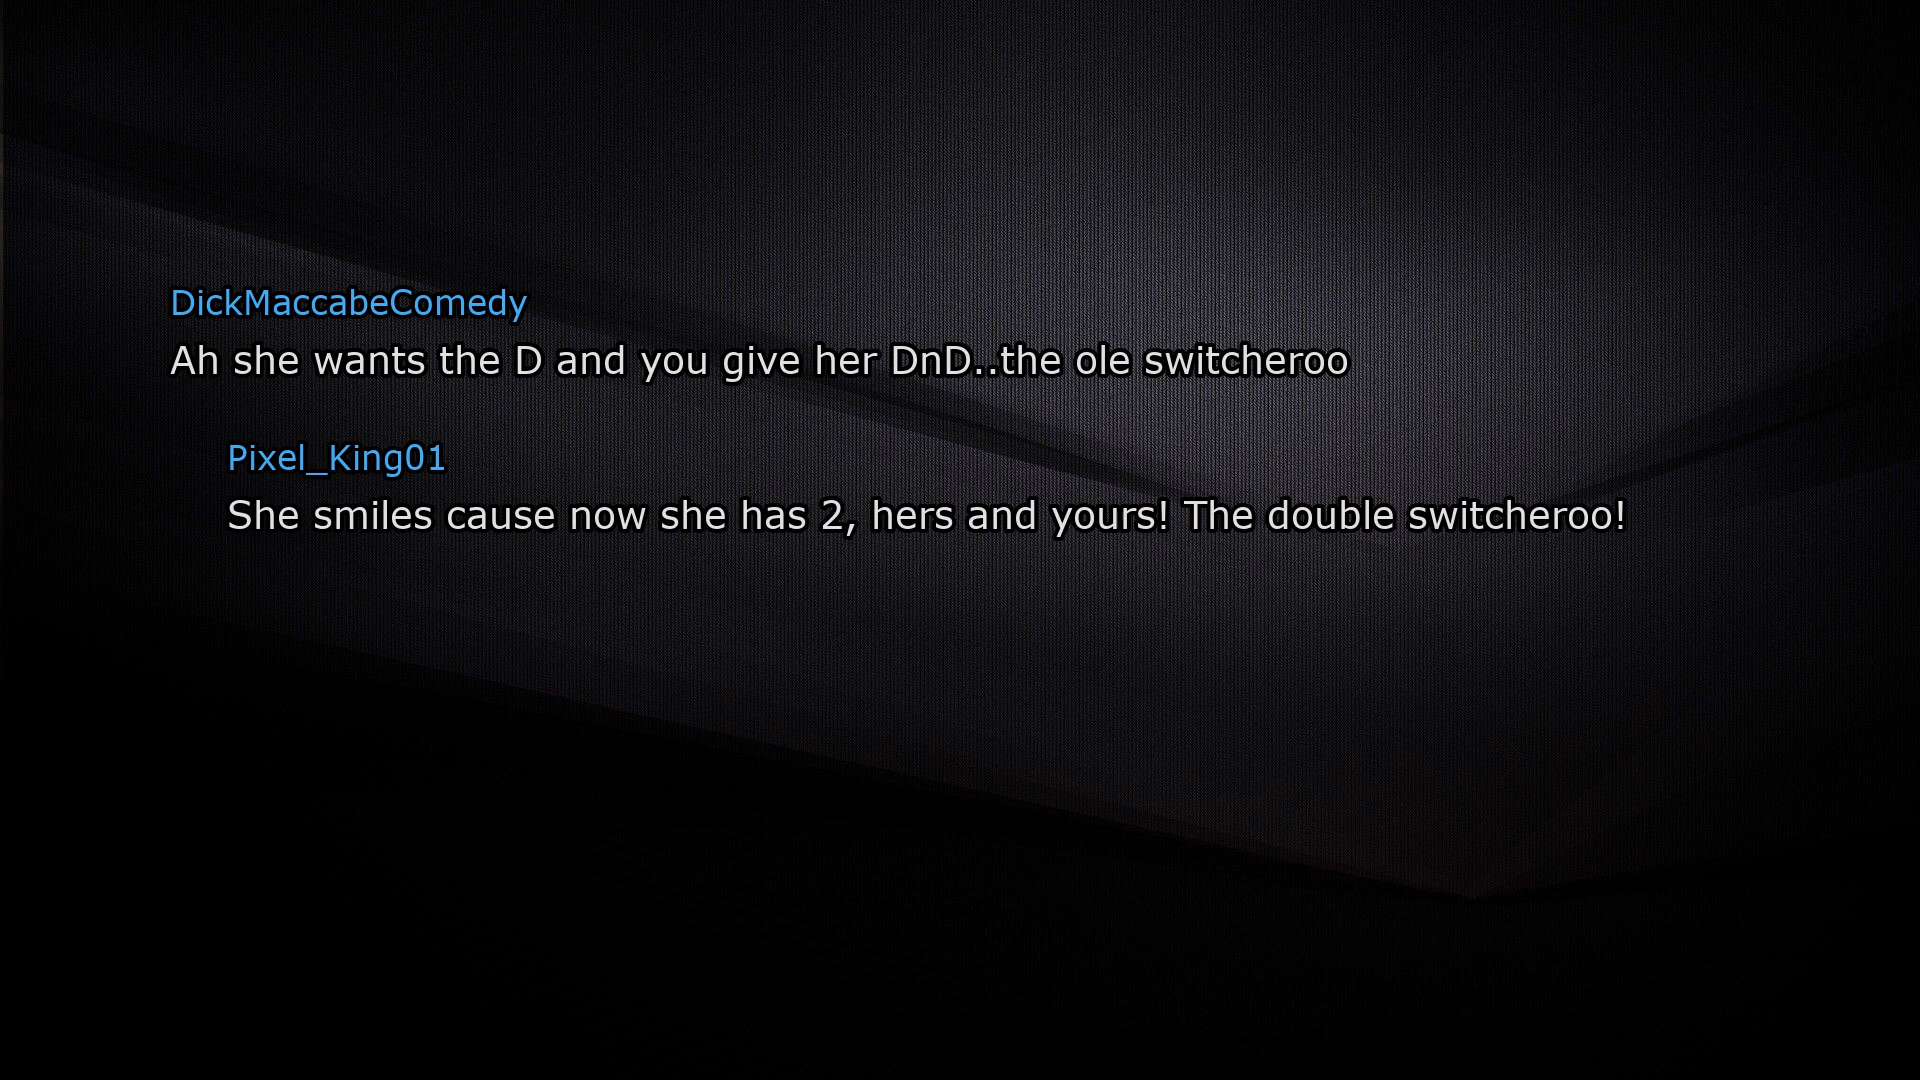 DickMaccabeComedy
Ah she wants the D and you give her DnD..the ole switcheroo
Pixel_King01
She smiles cause now she has 2, hers and yours! The double switcheroo!